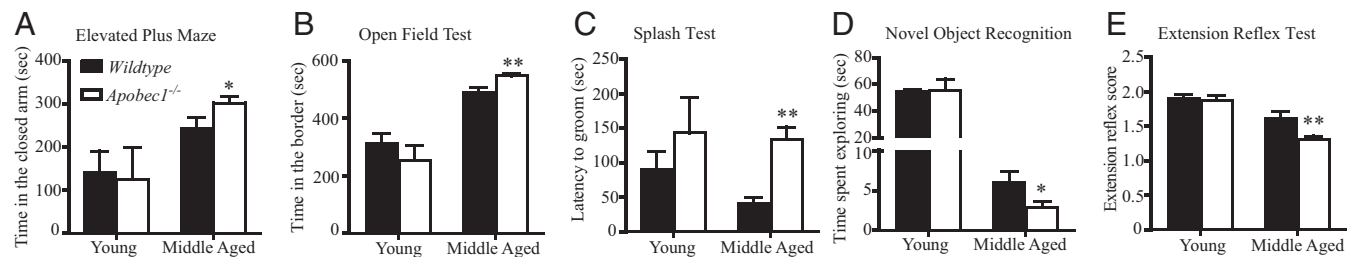 A
Elevated Plus Maze
Time in the closed arm (sec)
400
300
200
100
0
Wildtype
Apobec1-/-
*
Young
Middle Aged
B
Open Field Test
Time in the border (sec)
600
400
200
0
**
Young
Middle Aged
C
Splash Test
Latency to groom (sec)
250
200
150
100
50
0
**
Young
Middle Aged
D
Novel Object Recognition
Time spent exploring (sec)
80
60
40
20
10
5
0
*
Young
Middle Aged
E
Extension Reflex Test
Extension reflex score
2.5
2.0
1.5
1.0
0.5
0.0
**
Young
Middle Aged